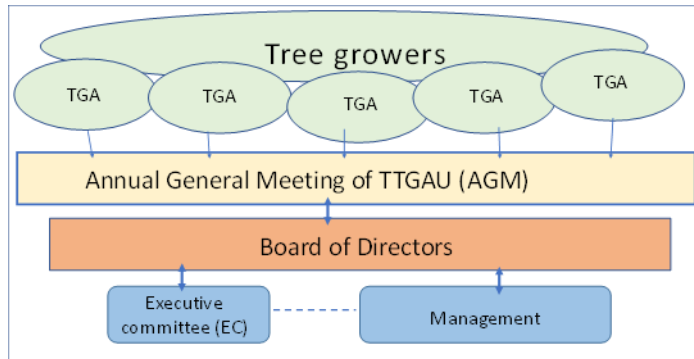 Tree growers
TGA
TGA
TGA
TGA
TGA
Annual General Meeting of TTGAU (AGM)
Board of Directors
Executive
committee (EC)
Management